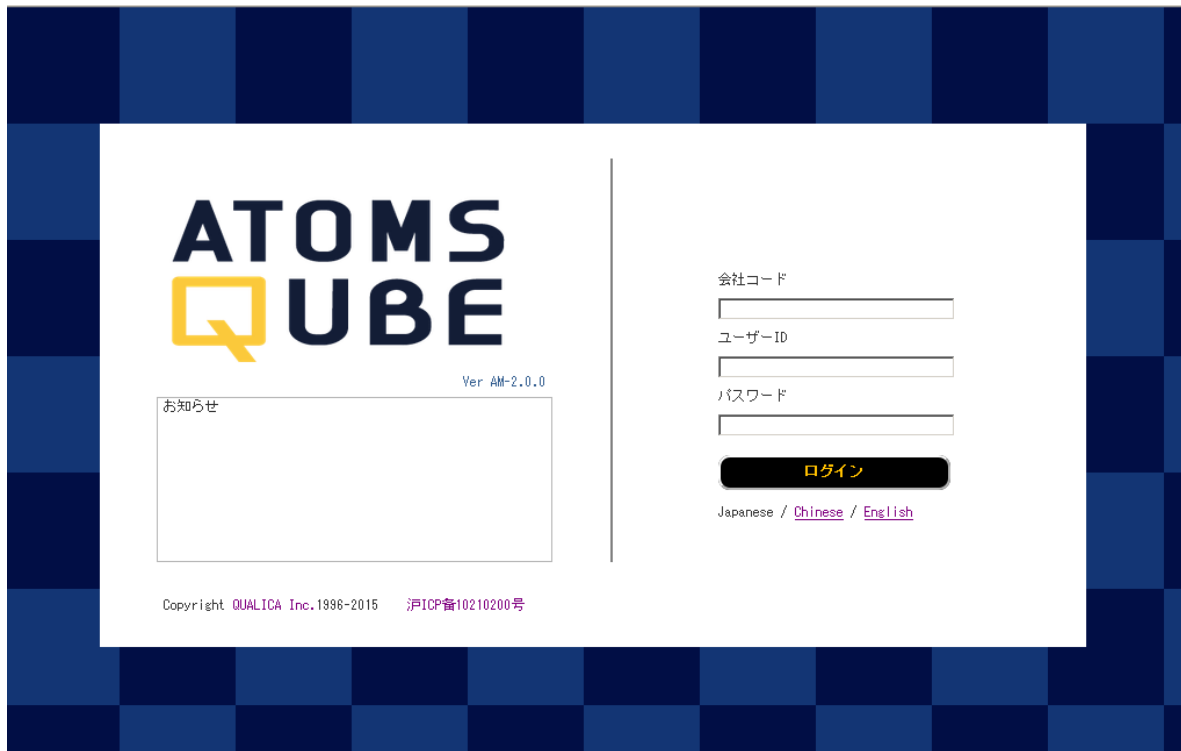 ATOMS
QUBE
Ver AM-2.0.0
お知らせ
Copyright QUALICA Inc.1996-2015 沪ICP备10210200号
会社コード
ユーザーID
パスワード
ログイン
Japanese / Chinese / English